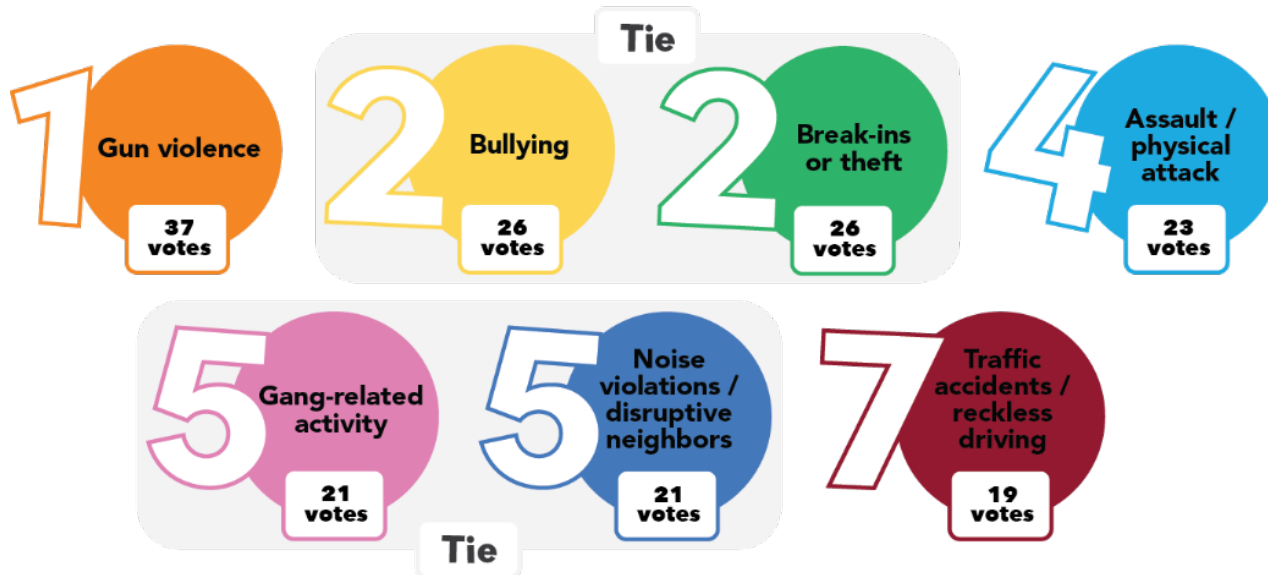 Tie
1
Gun violence
37
votes
2
Bullying
26
votes
2
Break-ins
or theft
26
votes
4
Assault /
physical
attack
23
votes
5
Gang-related
activity
21
votes
5
Noise
violations /
disruptive
neighbors
21
votes
Tie
7
Traffic
accidents /
reckless
driving
19
votes